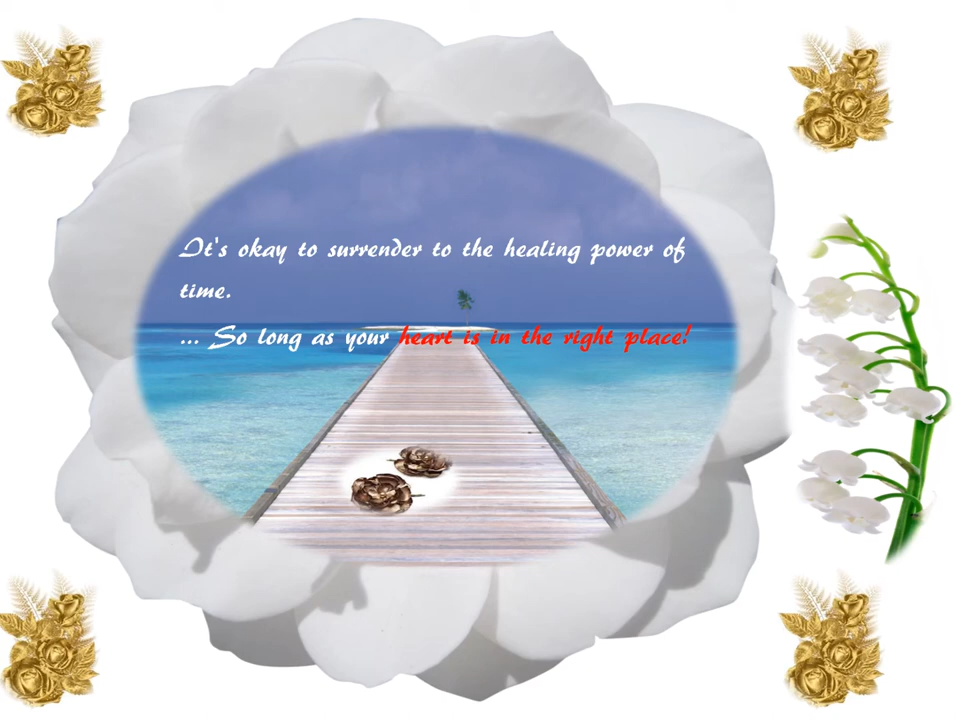 It's okay to surrender to the healing power of
time.
... So long as your heart is in the right place!